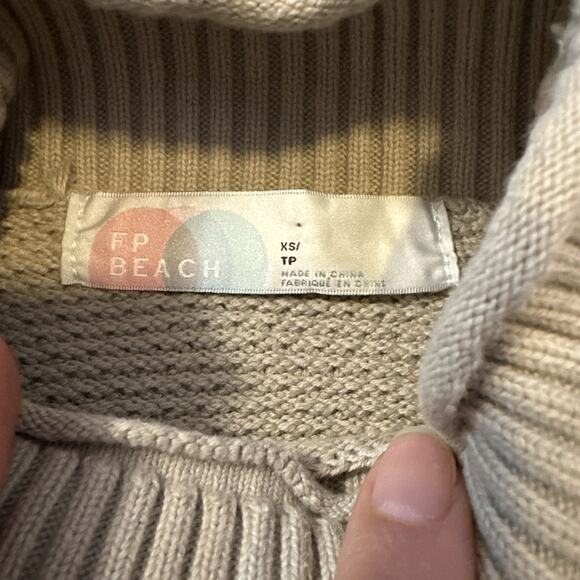 FP
BEACH
XS/
TP
MADE IN CHINA
FABRIQUÉ EN CHINE